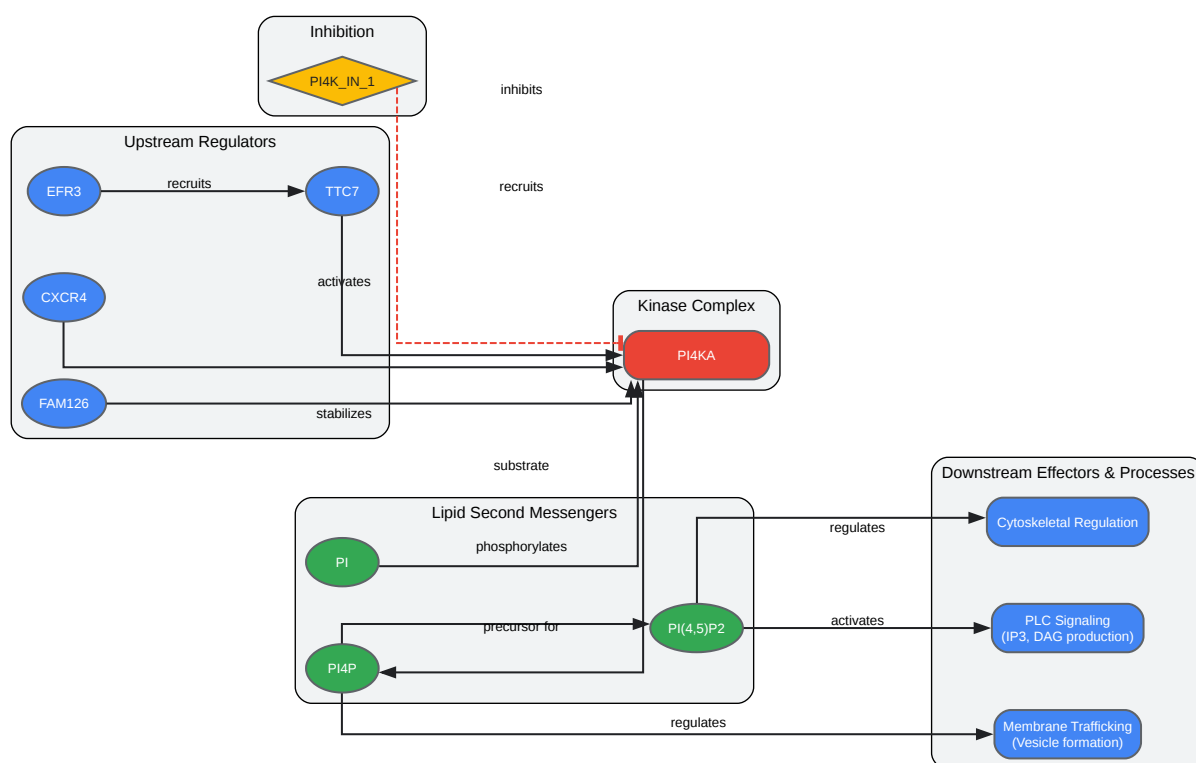 Inhibition
PI4K_IN_1
inhibits
Upstream Regulators
EFR3
recruits
TTC7
recruits
activates
CXCR4
Kinase Complex
PI4KA
FAM126
stabilizes
substrate
Downstream Effectors & Processes
Lipid Second Messengers
Cytoskeletal Regulation
regulates
phosphorylates
PI
precursor for
PI(4,5)P2
activates
PLC Signaling
(IP3, DAG production)
PI4P
regulates
Membrane Trafficking
(Vesicle formation)